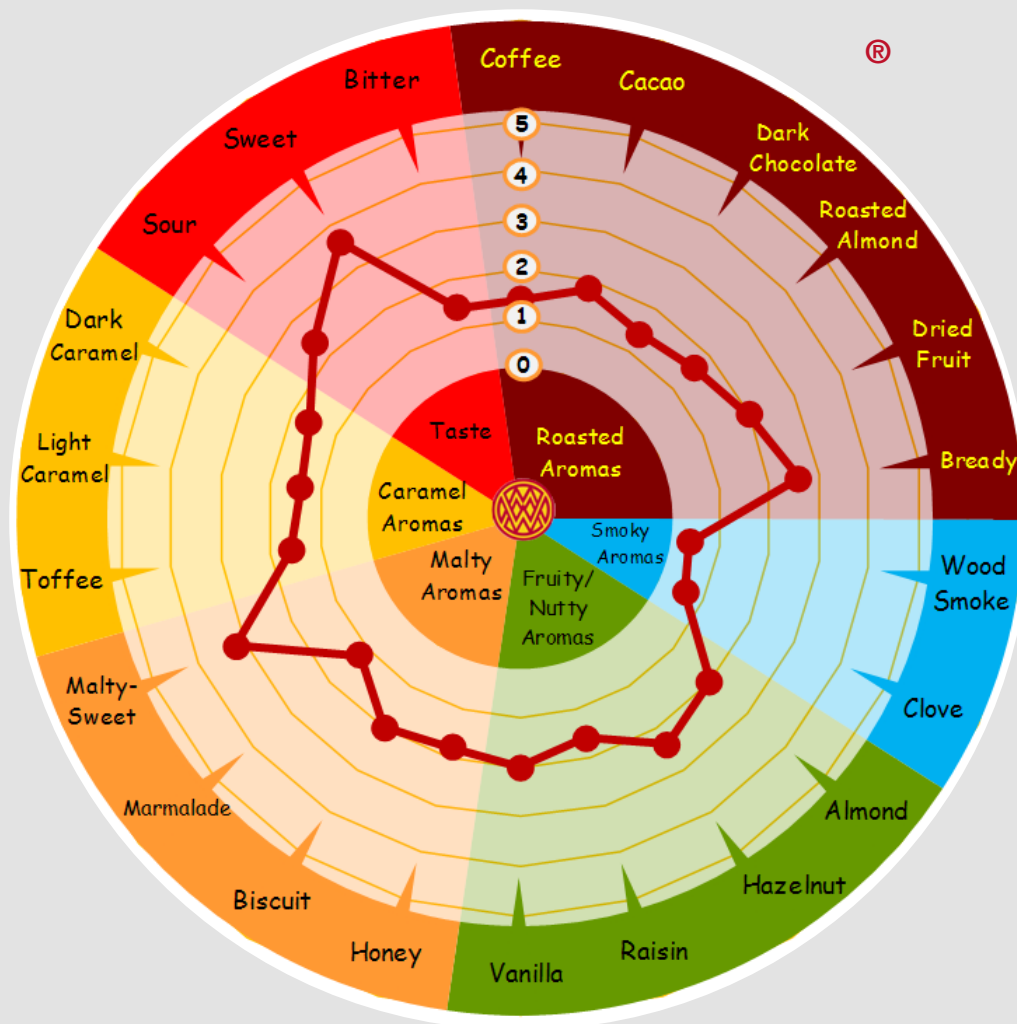 ®
Coffee
Cacao
Dark
Chocolate
Roasted
Almond
Dried
Fruit
Bready
Wood
Smoke
Clove
Almond
Hazelnut
Raisin
Vanilla
Honey
Biscuit
Marmalade
Malty-
Sweet
Toffee
Light
Caramel
Dark
Caramel
Sour
Sweet
Bitter
5
4
3
2
1
0
Taste
Roasted
Aromas
Caramel
Aromas
Smoky
Aromas
Malty
Aromas
Fruity/
Nutty
Aromas